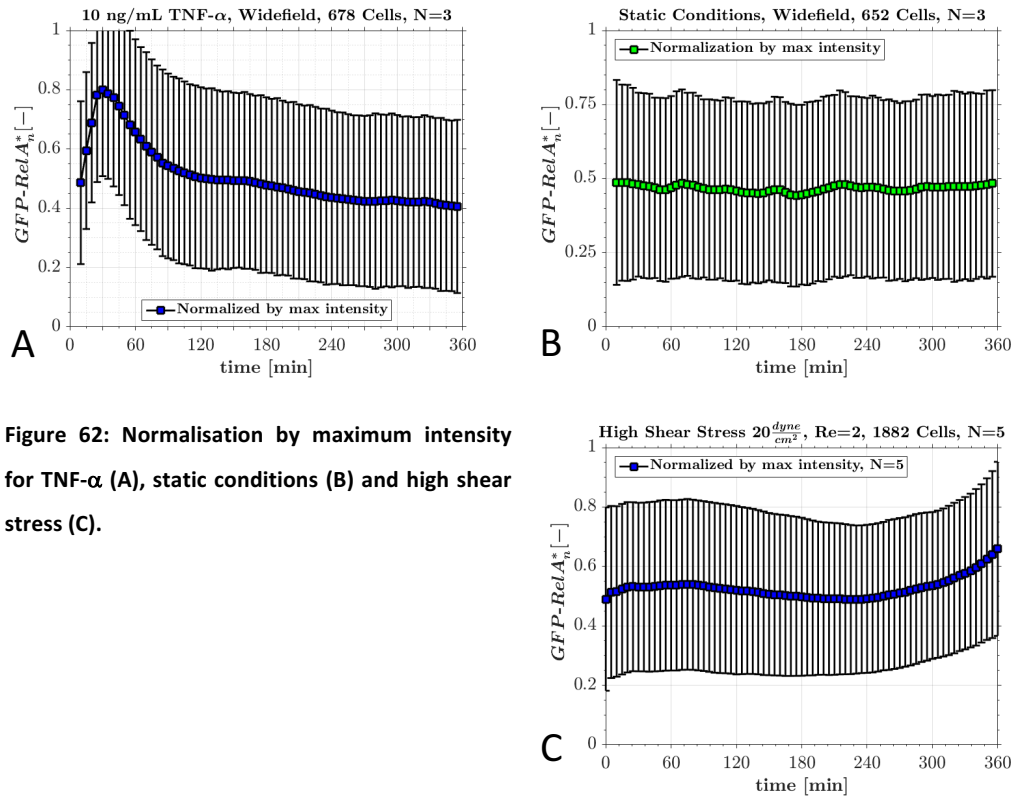 10 ng/mL TNF-α, Widefield, 678 Cells, N=3
1
0.8
0.6
0.4
0.2
0
GFP-RelA*n[−]
Normalized by max intensity
A
0 60 120 180 240 300 360
time [min]
Static Conditions, Widefield, 652 Cells, N=3
1
0.75
0.5
0.25
0
GFP-RelA*n[−]
Normalization by max intensity
B
0 60 120 180 240 300 360
time [min]
Figure 62: Normalisation by maximum intensity
for TNF-α (A), static conditions (B) and high shear
stress (C).
High Shear Stress 20 dyne/cm², Re=2, 1882 Cells, N=5
1
0.8
0.6
0.4
0.2
0
GFP-RelA*n[−]
Normalized by max intensity, N=5
C
0 60 120 180 240 300 360
time [min]